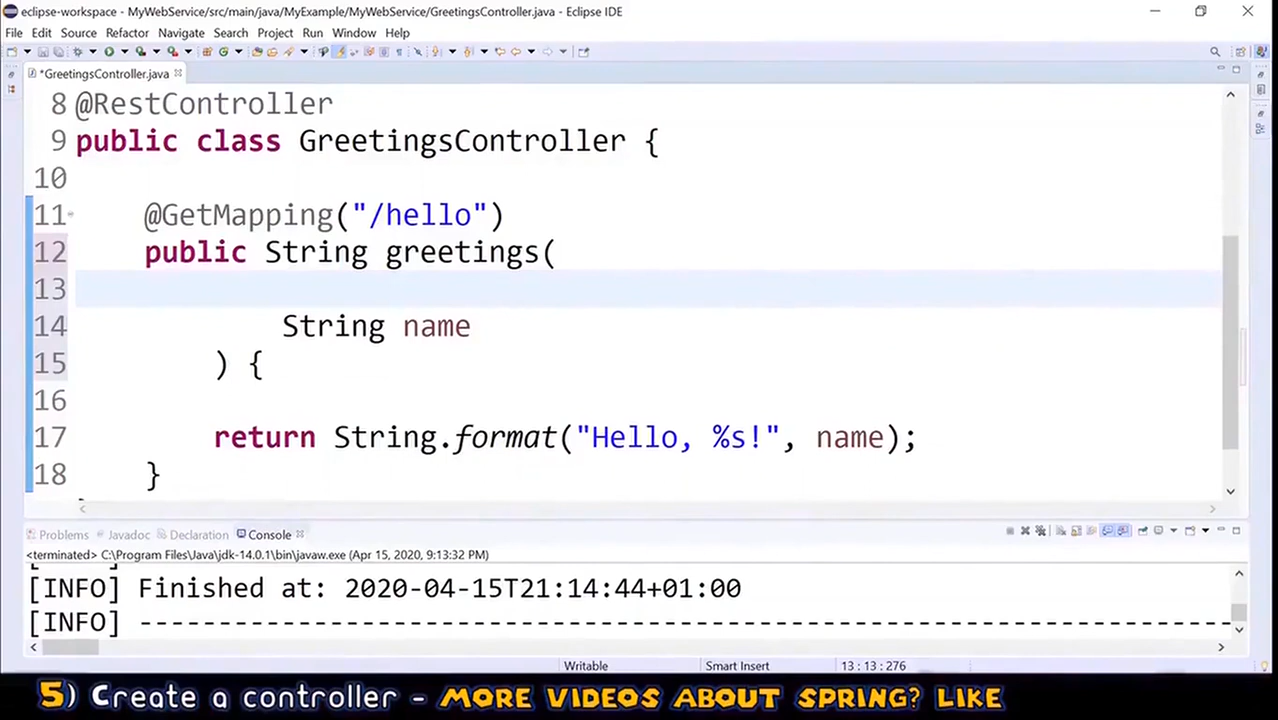 eclipse-workspace - MyWebService/src/main/java/MyExample/MyWebService/GreetingsController.java - Eclipse IDE
File Edit Source Refactor Navigate Search Project Run Window Help
*GreetingsController.java
8 @RestController
9 public class GreetingsController {
10
11 @GetMapping("/hello")
12 public String greetings(
13
14 String name
15 ) {
16
17 return String.format("Hello, %s!", name);
18 }
Problems Javadoc Declaration Console
<terminated> C:\Program Files\Java\jdk-14.0.1\bin\javaw.exe (Apr 15, 2020, 9:13:32 PM)
[INFO] Finished at: 2020-04-15T21:14:44+01:00
[INFO] ----------------------------------------------------------------
Writable Smart Insert 13 : 13 : 276
5) Create a controller - MORE VIDEOS ABOUT SPRING? LIKE